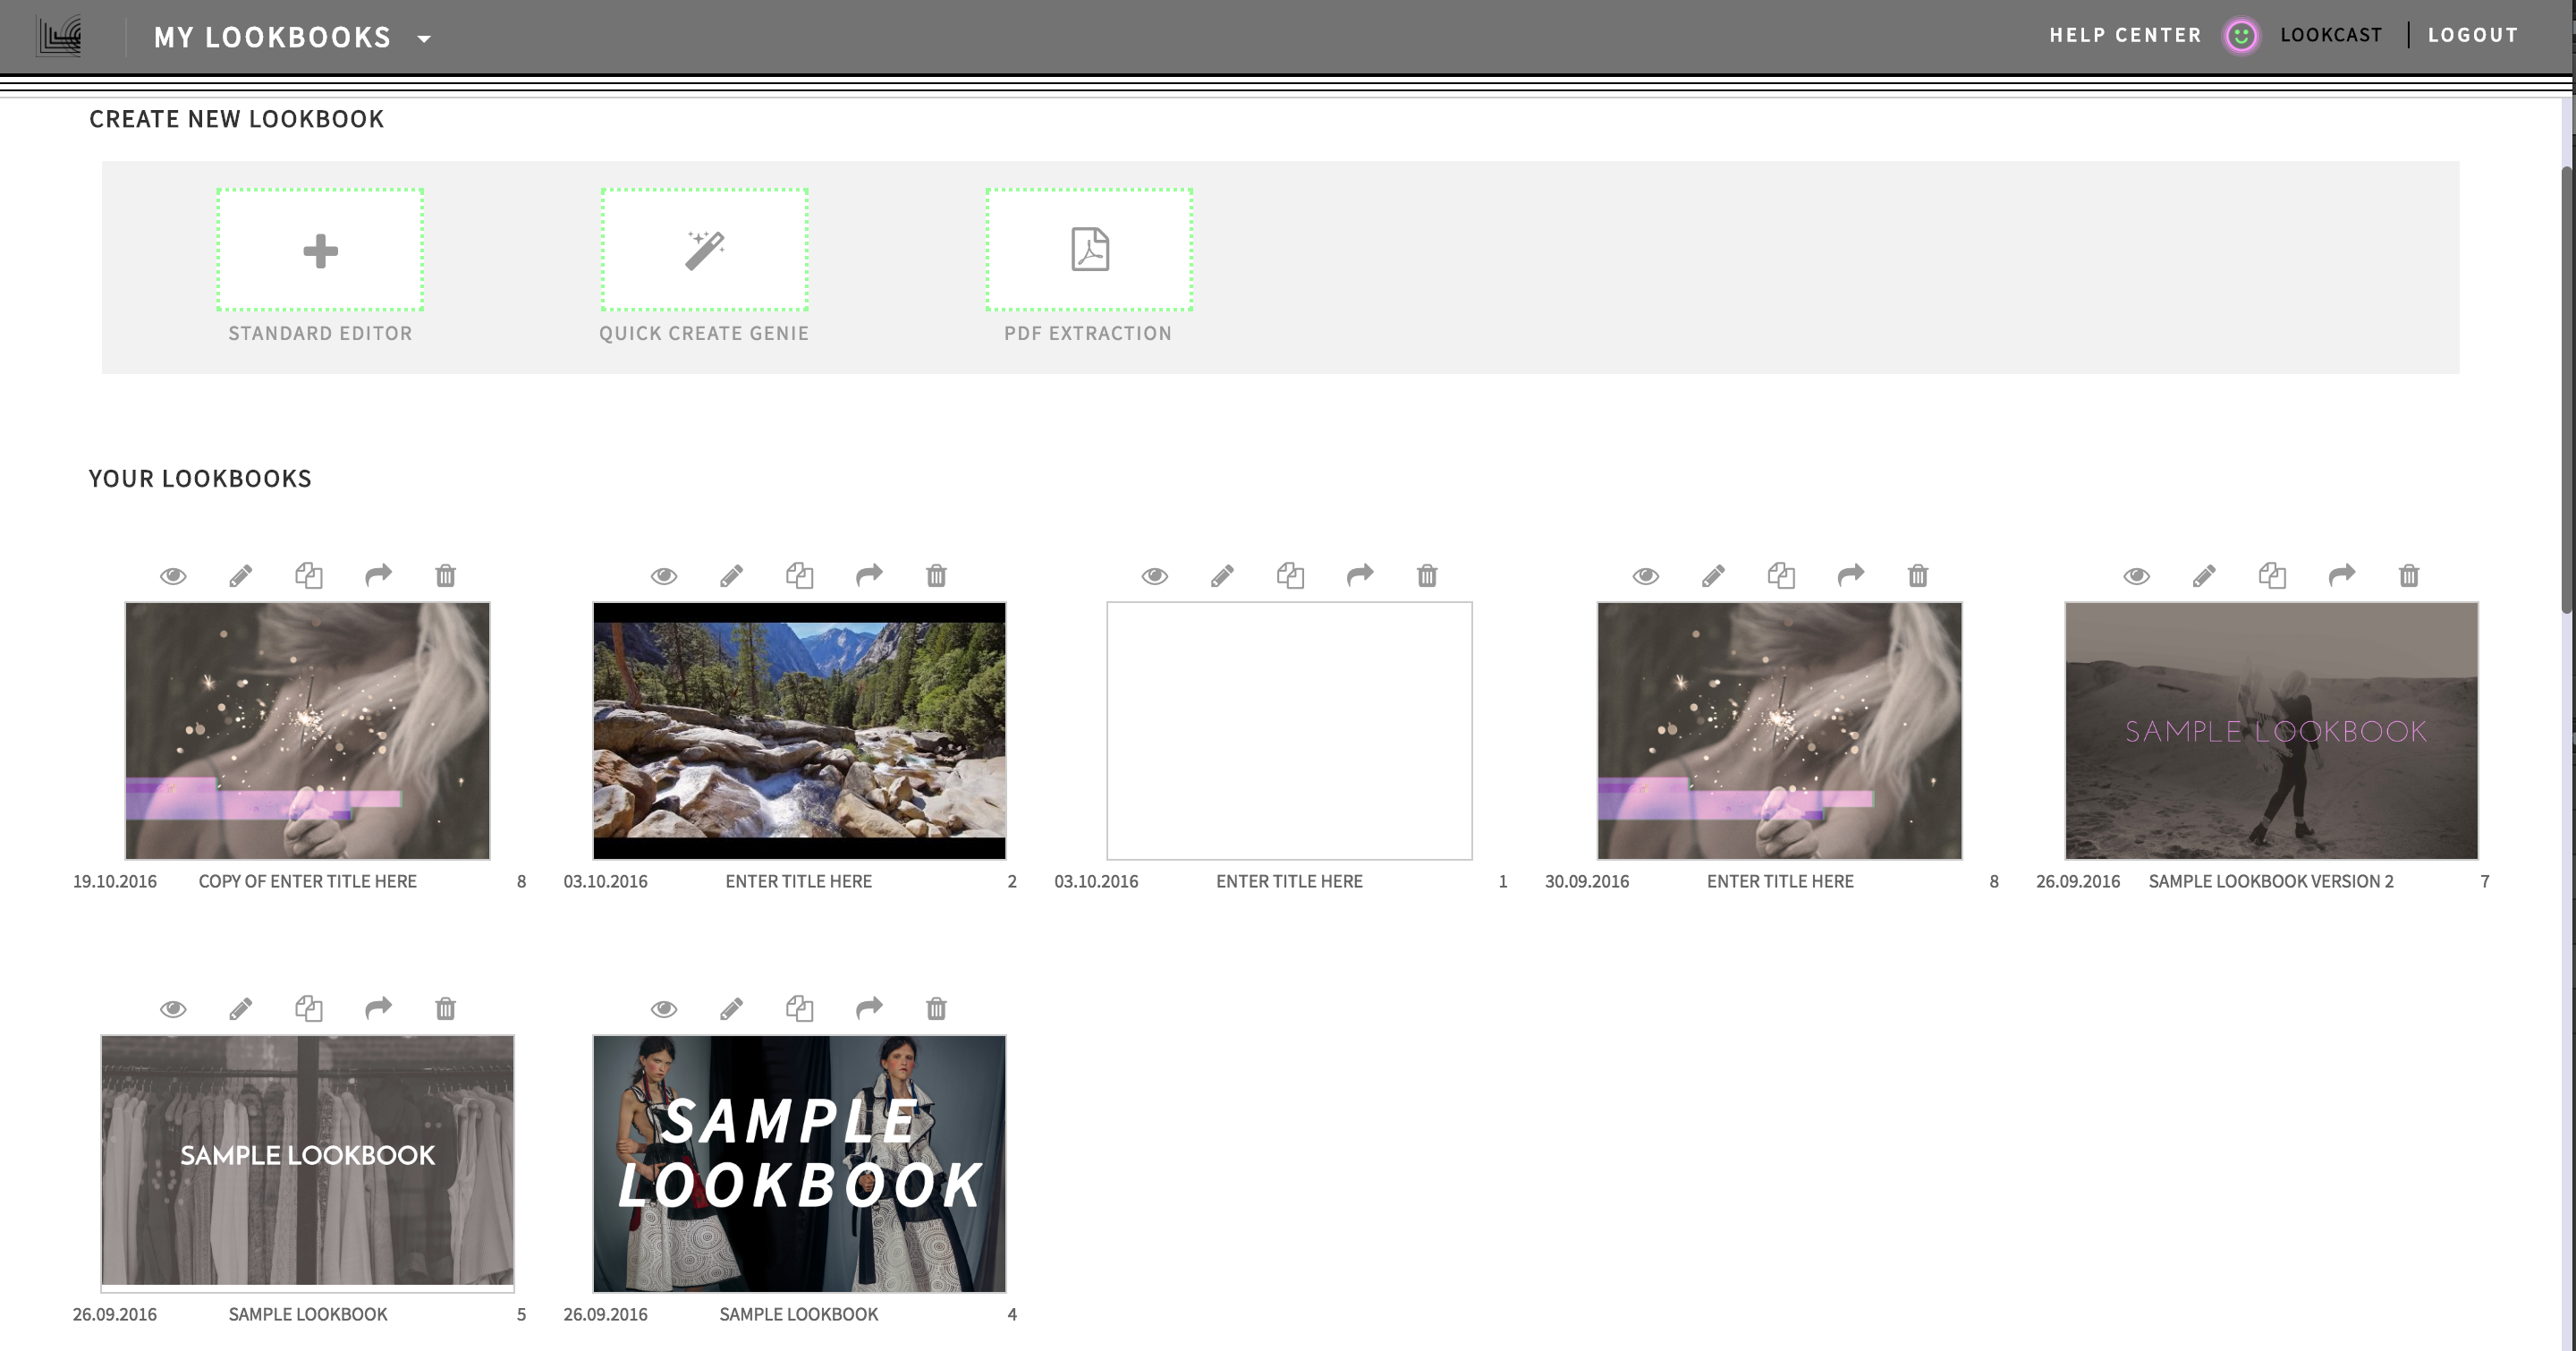 MY LOOKBOOKS
HELP CENTER LOOKCAST LOGOUT
CREATE NEW LOOKBOOK
STANDARD EDITOR QUICK CREATE GENIE PDF EXTRACTION
YOUR LOOKBOOKS
SAMPLE LOOKBOOK
19.10.2016 COPY OF ENTER TITLE HERE 8
03.10.2016 ENTER TITLE HERE 2
03.10.2016 ENTER TITLE HERE 1
30.09.2016 ENTER TITLE HERE 8
26.09.2016 SAMPLE LOOKBOOK VERSION 2 7
SAMPLE LOOKBOOK
26.09.2016 SAMPLE LOOKBOOK 5
SAMPLE
LOOKBOOK
26.09.2016 SAMPLE LOOKBOOK 4